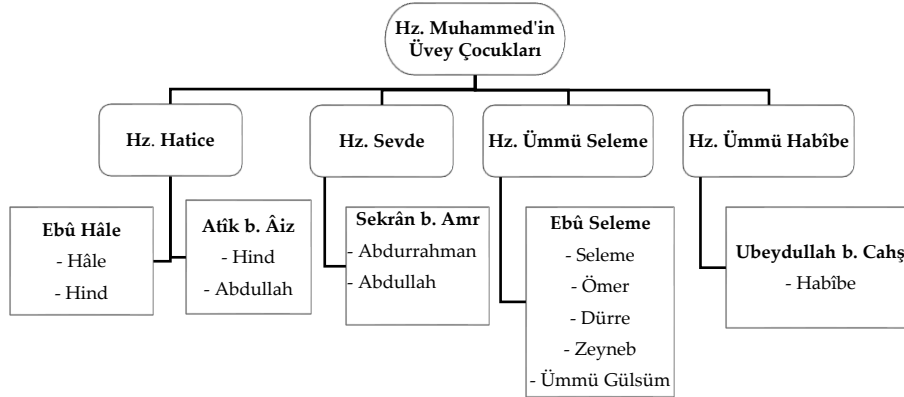 Hz. Muhammed'in
Üvey Çocukları
Hz. Hatice
Hz. Sevde
Hz. Ümmü Seleme
Hz. Ümmü Habîbe
Ebû Hâle
- Hâle
- Hind
Atîk b. Âiz
- Hind
- Abdullah
Sekrân b. Amr
- Abdurrahman
- Abdullah
Ebû Seleme
- Seleme
- Ömer
- Dürre
- Zeyneb
- Ümmü Gülsüm
Ubeydullah b. Cahş
- Habîbe